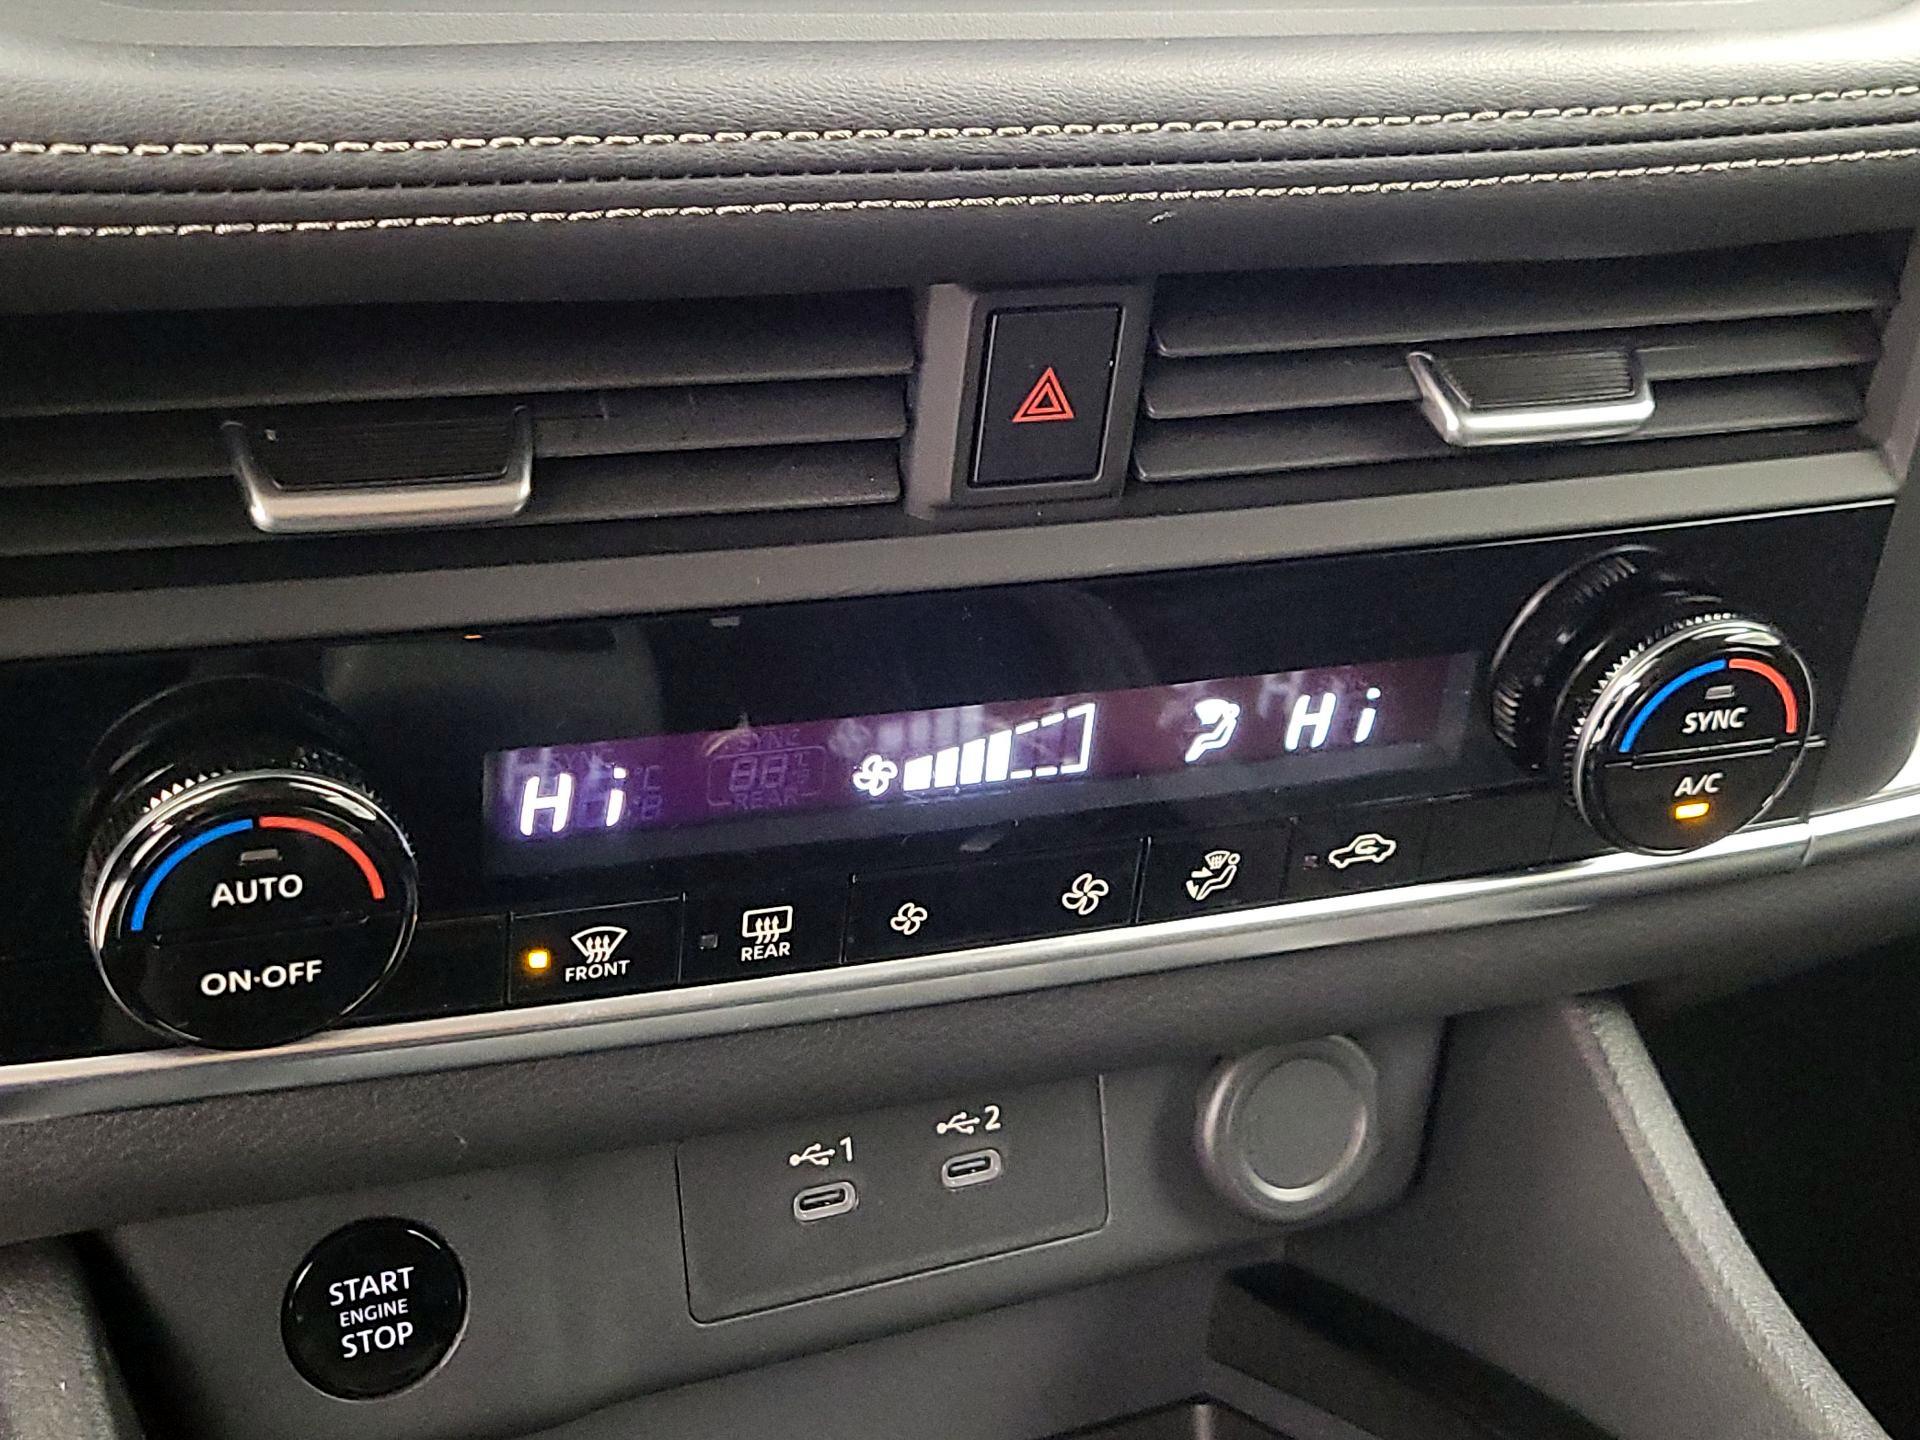 Hi
Hi
AUTO
ON·OFF
SYNC
A/C
FRONT
REAR
1
2
START
ENGINE
STOP